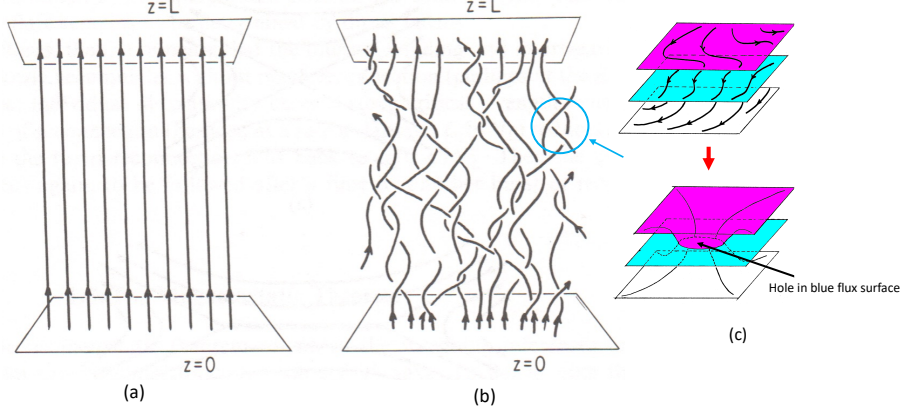 z=L
z=L
Hole in blue flux surface
z=0
z=0
(a)
(b)
(c)